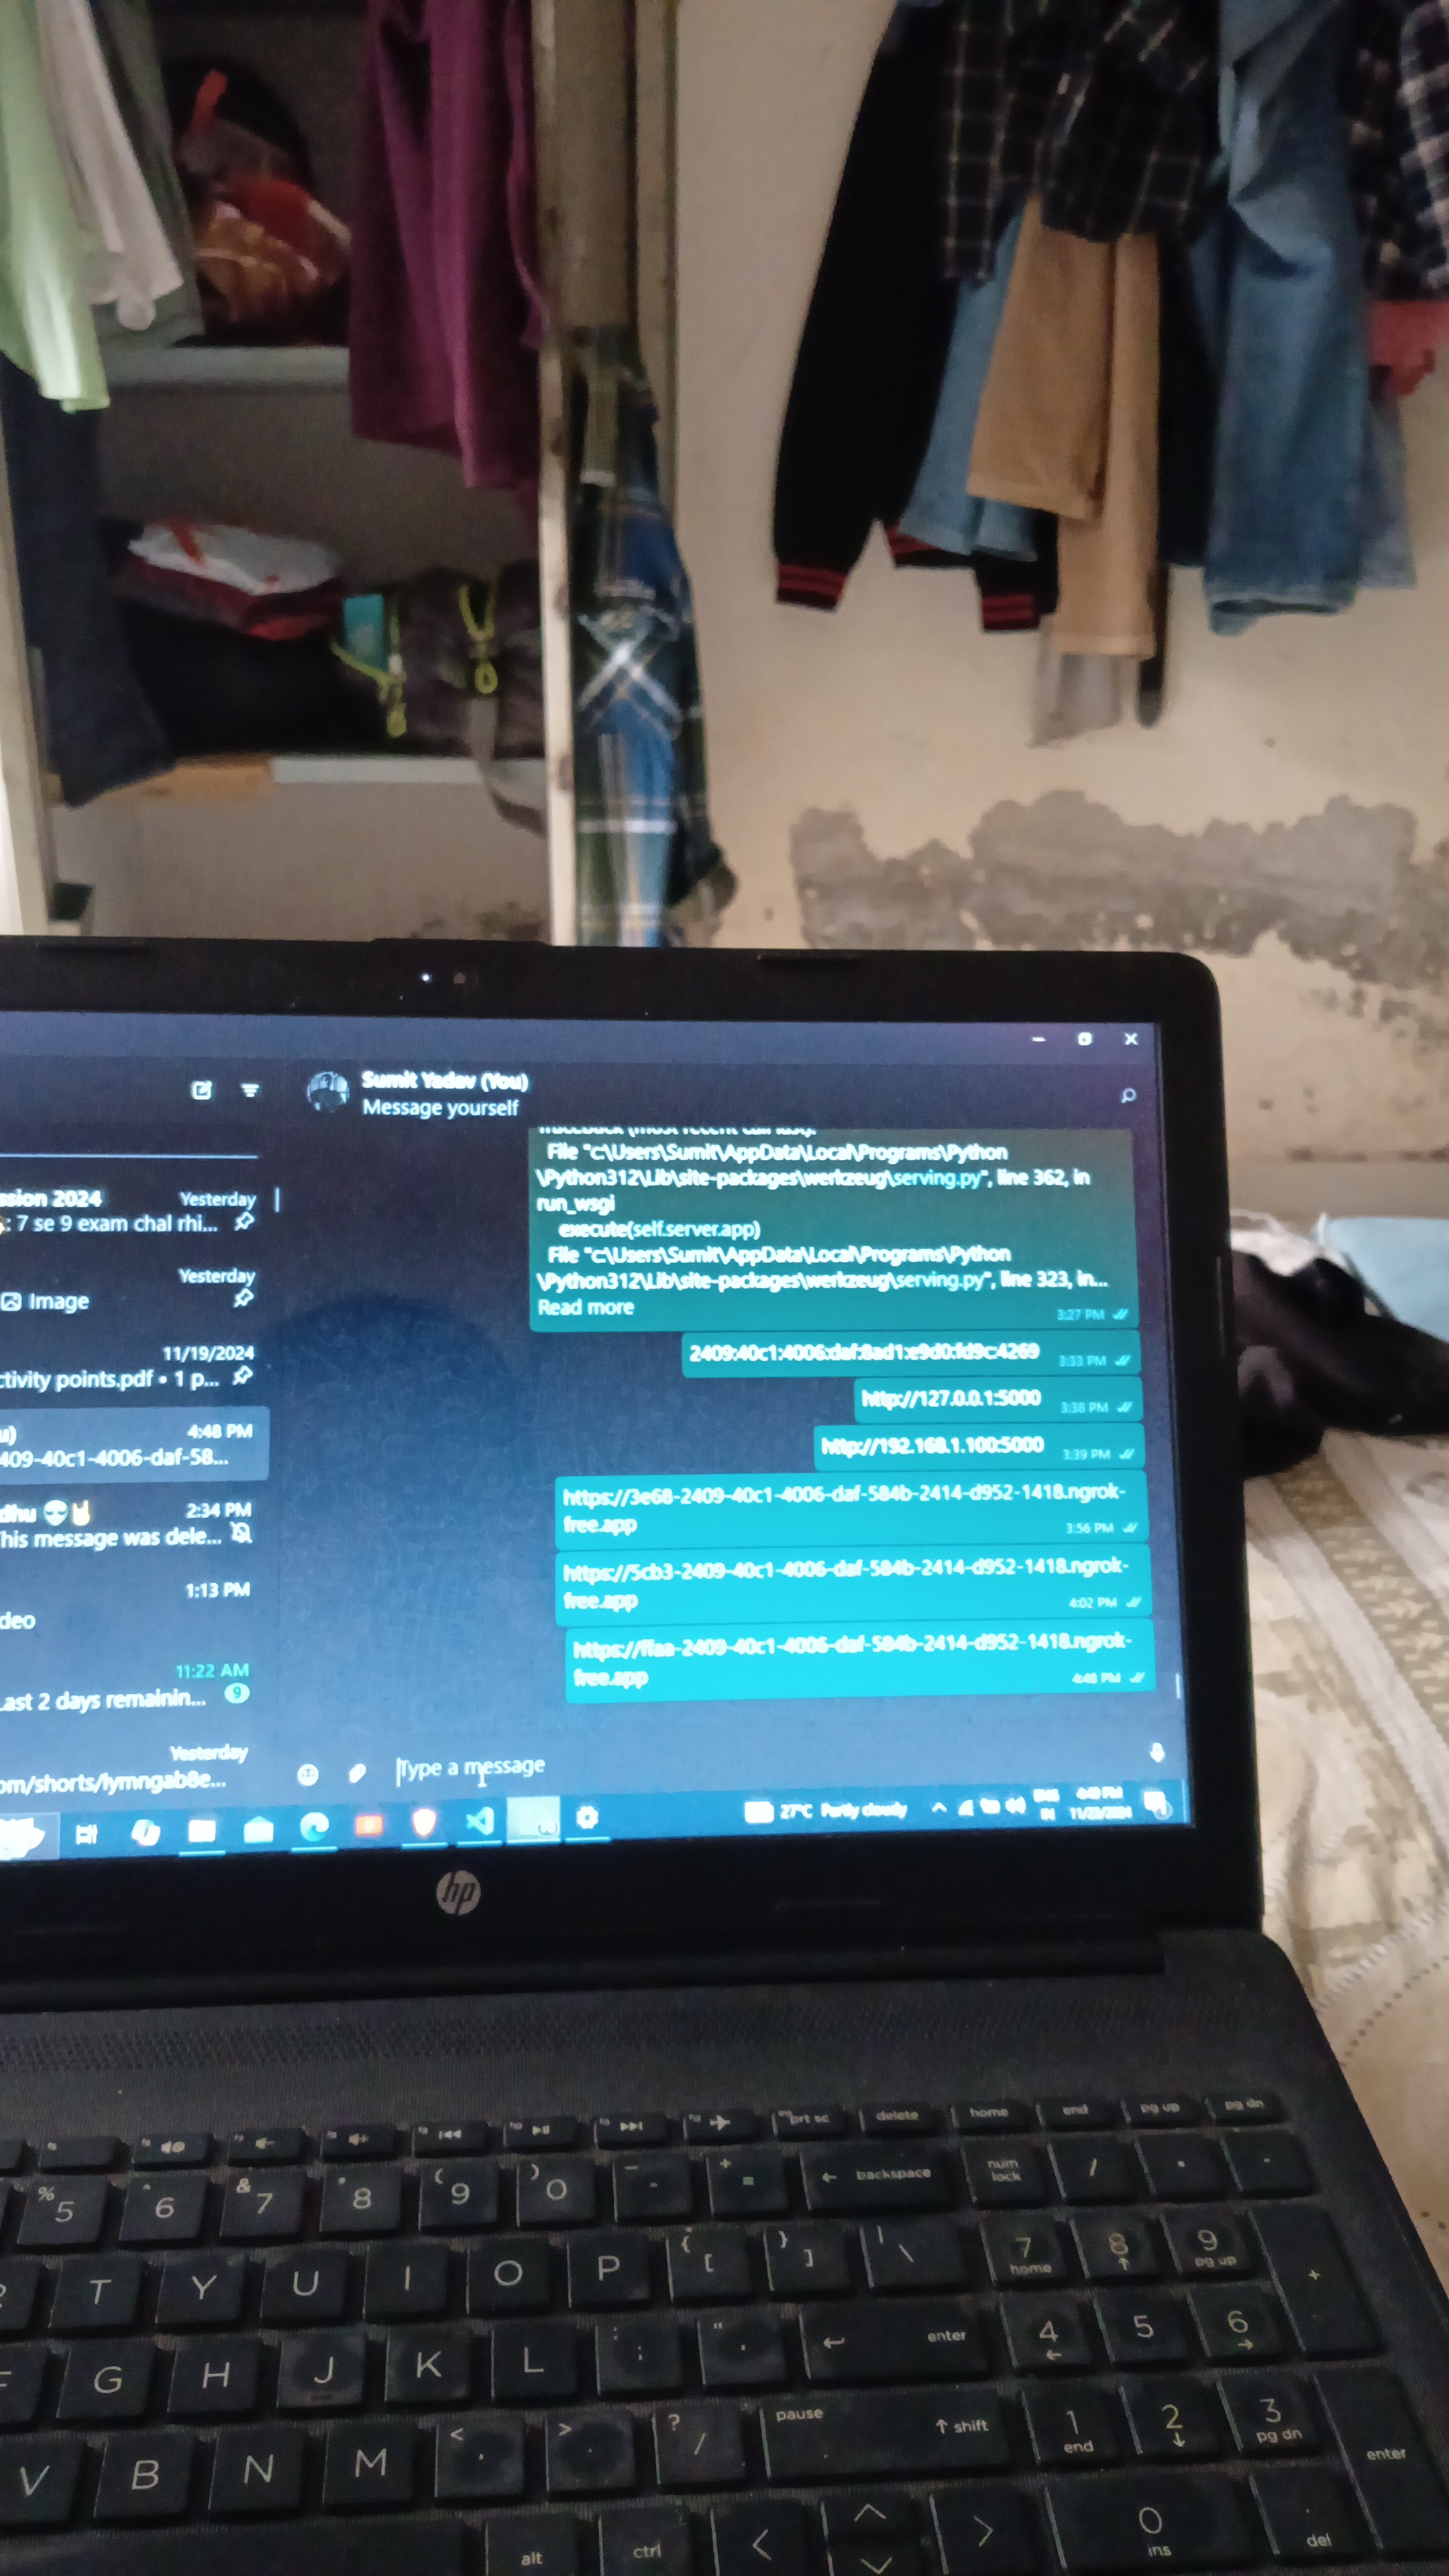 Sumit Yadav (You)
Message yourself
Traceback (most recent call last):
File "c:\Users\Sumit\AppData\Local\Programs\Python
\Python312\Lib\site-packages\werkzeug\serving.py", line 362, in
run_wsgi
execute(self.server.app)
File "c:\Users\Sumit\AppData\Local\Programs\Python
\Python312\Lib\site-packages\werkzeug\serving.py", line 323, in...
Read more
3:27 PM
2409:40c1:4006:daf:8ad1:e9d0:fd9c:4269
3:33 PM
http://127.0.0.1:5000
3:38 PM
http://192.168.1.100:5000
3:39 PM
https://3e68-2409-40c1-4006-daf-584b-2414-d952-1418.ngrok-
free.app
3:56 PM
https://5cb3-2409-40c1-4006-daf-584b-2414-d952-1418.ngrok-
free.app
4:02 PM
https://ffaa-2409-40c1-4006-daf-584b-2414-d952-1418.ngrok-
free.app
4:48 PM
Type a message
ssion 2024
Yesterday
: 7 se 9 exam chal rhi...
Yesterday
Image
11/19/2024
ctivity points.pdf • 1 p...
u)
4:48 PM
409-40c1-4006-daf-58...
dhu
2:34 PM
his message was dele...
1:13 PM
deo
11:22 AM
Last 2 days remainin...
9
Yesterday
om/shorts/lymngab8e...
27°C Partly cloudy
hp
prt sc delete home end pg up pg dn
% 5 ^ 6 & 7 * 8 ( 9 ) 0 _ - + = ← backspace num lock / * -
T Y U I O P { [ } ] | \ 7 home 8 ↑ 9 pg up +
G H J K L : ; " ' ↵ enter 4 ← 5 6 →
V B N M < , > . ? / pause ↑ shift 1 end 2 ↓ 3 pg dn enter
alt ctrl 0 ins . del